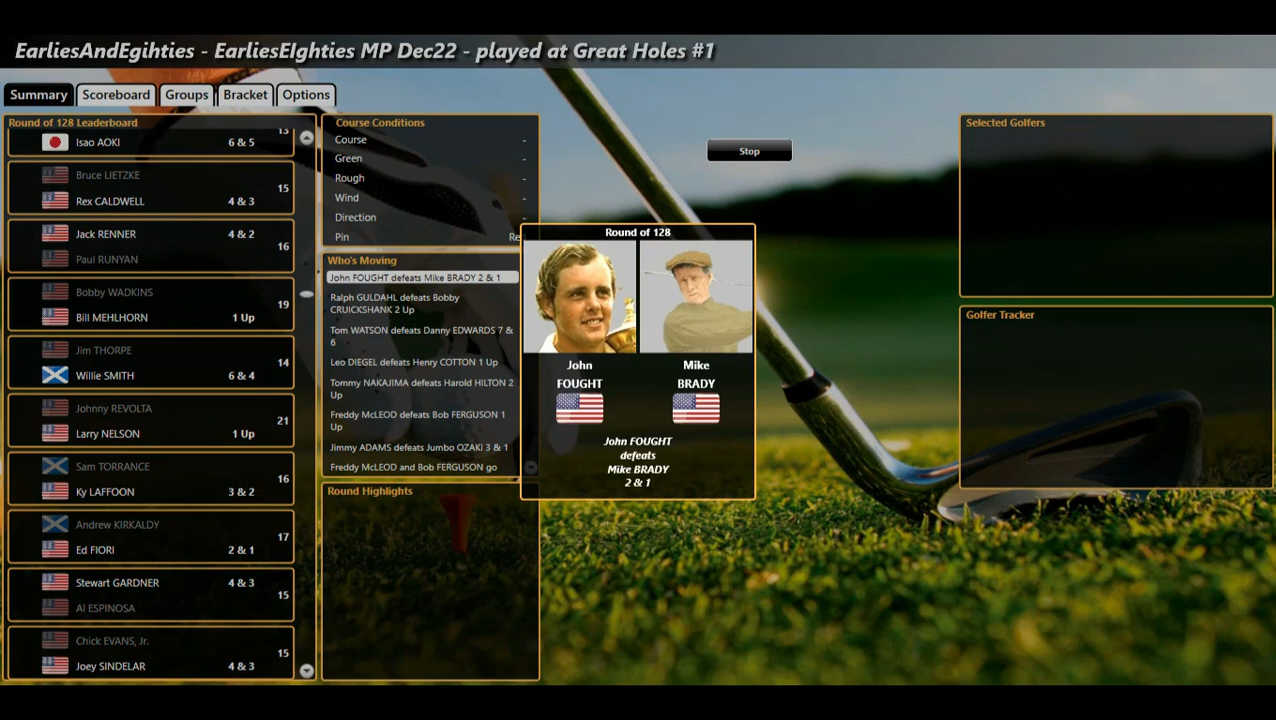 EarliesAndEgihties - EarliesEIghties MP Dec22 - played at Great Holes #1
Summary
Scoreboard
Groups
Bracket
Options
Round of 128 Leaderboard
13
Isao AOKI 6 & 5
Bruce LIETZKE
15
Rex CALDWELL 4 & 3
Jack RENNER 4 & 2
16
Paul RUNYAN
Bobby WADKINS
19
Bill MEHLHORN 1 Up
Jim THORPE
14
Willie SMITH 6 & 4
Johnny REVOLTA
21
Larry NELSON 1 Up
Sam TORRANCE
16
Ky LAFFOON 3 & 2
Andrew KIRKALDY
17
Ed FIORI 2 & 1
Stewart GARDNER 4 & 3
15
Al ESPINOSA
Chick EVANS, Jr.
15
Joey SINDELAR 4 & 3
Course Conditions
Course -
Green -
Rough -
Wind -
Direction -
Pin Re
Who's Moving
John FOUGHT defeats Mike BRADY 2 & 1
Ralph GULDAHL defeats Bobby
CRUICKSHANK 2 Up
Tom WATSON defeats Danny EDWARDS 7 &
6
Leo DIEGEL defeats Henry COTTON 1 Up
Tommy NAKAJIMA defeats Harold HILTON 2
Up
Freddy McLEOD defeats Bob FERGUSON 1
Up
Jimmy ADAMS defeats Jumbo OZAKI 3 & 1
Freddy McLEOD and Bob FERGUSON go
Round Highlights
Stop
Round of 128
John
FOUGHT
Mike
BRADY
John FOUGHT
defeats
Mike BRADY
2 & 1
Selected Golfers
Golfer Tracker